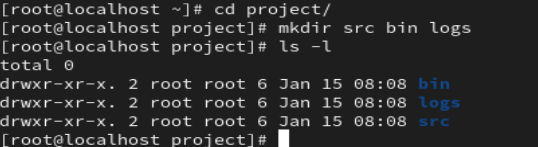 [root@localhost ~]# cd project/
[root@localhost project]# mkdir src bin logs
[root@localhost project]# ls -l
total 0
drwxr-xr-x. 2 root root 6 Jan 15 08:08 bin
drwxr-xr-x. 2 root root 6 Jan 15 08:08 logs
drwxr-xr-x. 2 root root 6 Jan 15 08:08 src
[root@localhost project]#